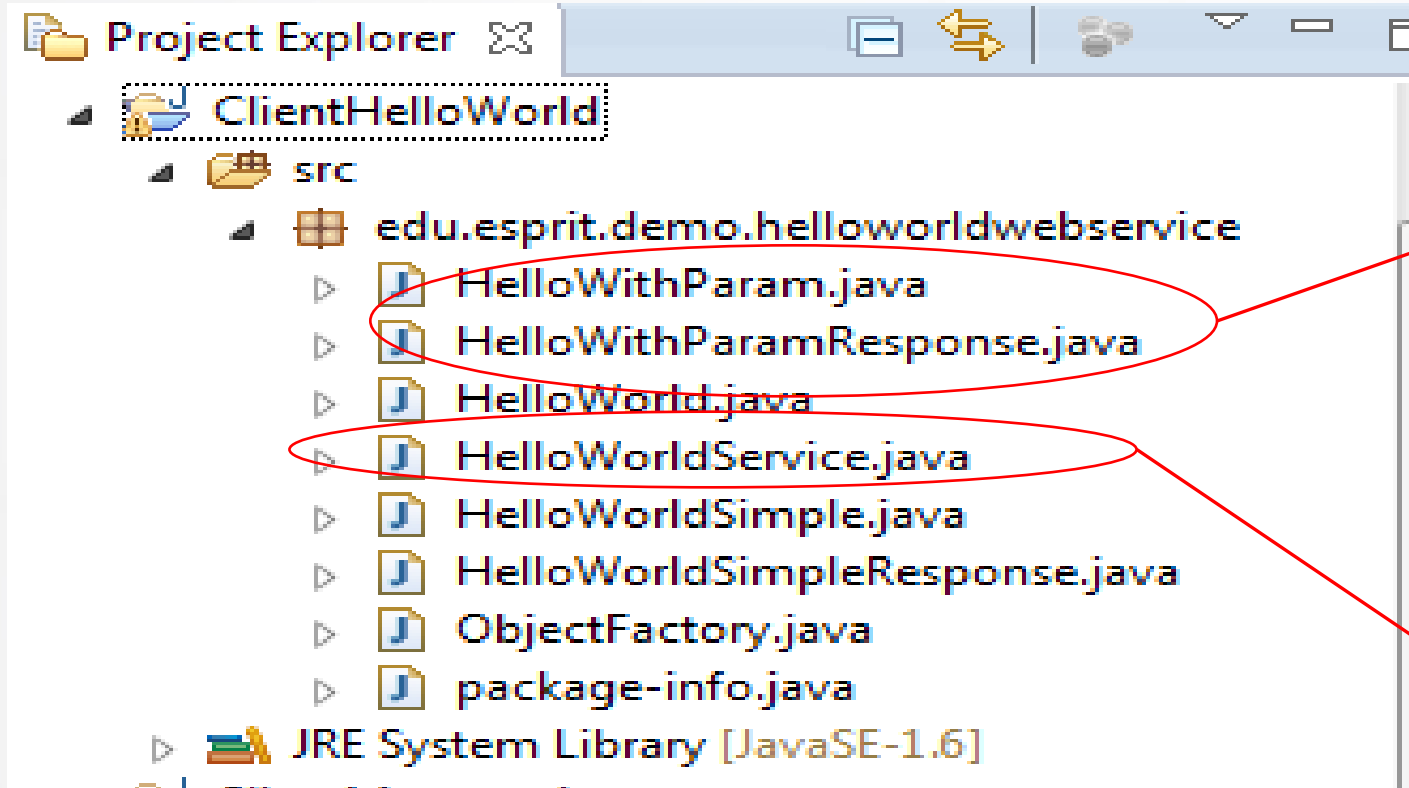 Project Explorer
ClientHelloWorld
src
edu.esprit.demo.helloworldwebservice
HelloWithParam.java
HelloWithParamResponse.java
HelloWorld.java
HelloWorldService.java
HelloWorldSimple.java
HelloWorldSimpleResponse.java
ObjectFactory.java
package-info.java
JRE System Library [JavaSE-1.6]